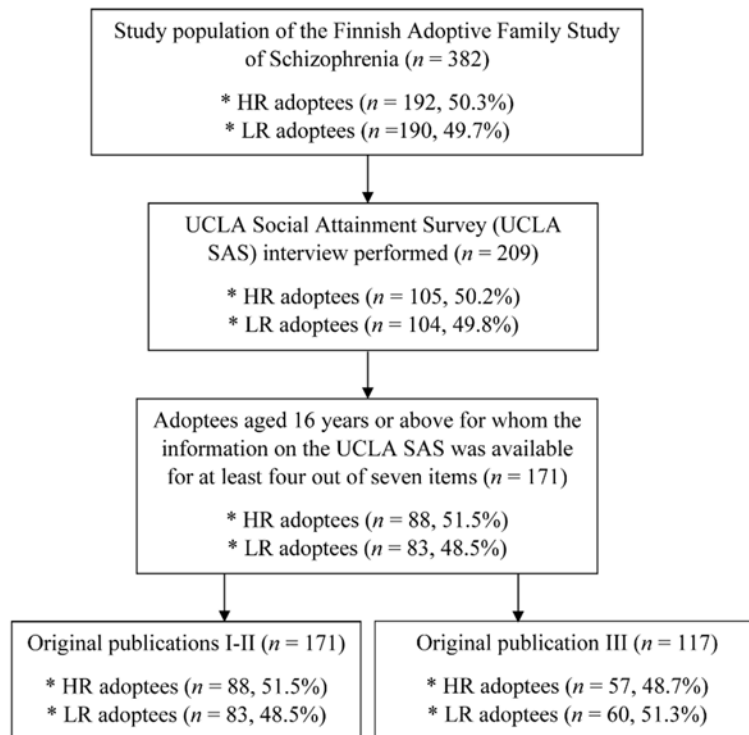 Study population of the Finnish Adoptive Family Study
of Schizophrenia (n = 382)
* HR adoptees (n = 192, 50.3%)
* LR adoptees (n =190, 49.7%)
UCLA Social Attainment Survey (UCLA
SAS) interview performed (n = 209)
* HR adoptees (n = 105, 50.2%)
* LR adoptees (n = 104, 49.8%)
Adoptees aged 16 years or above for whom the
information on the UCLA SAS was available
for at least four out of seven items (n = 171)
* HR adoptees (n = 88, 51.5%)
* LR adoptees (n = 83, 48.5%)
Original publications I-II (n = 171)
* HR adoptees (n = 88, 51.5%)
* LR adoptees (n = 83, 48.5%)
Original publication III (n = 117)
* HR adoptees (n = 57, 48.7%)
* LR adoptees (n = 60, 51.3%)